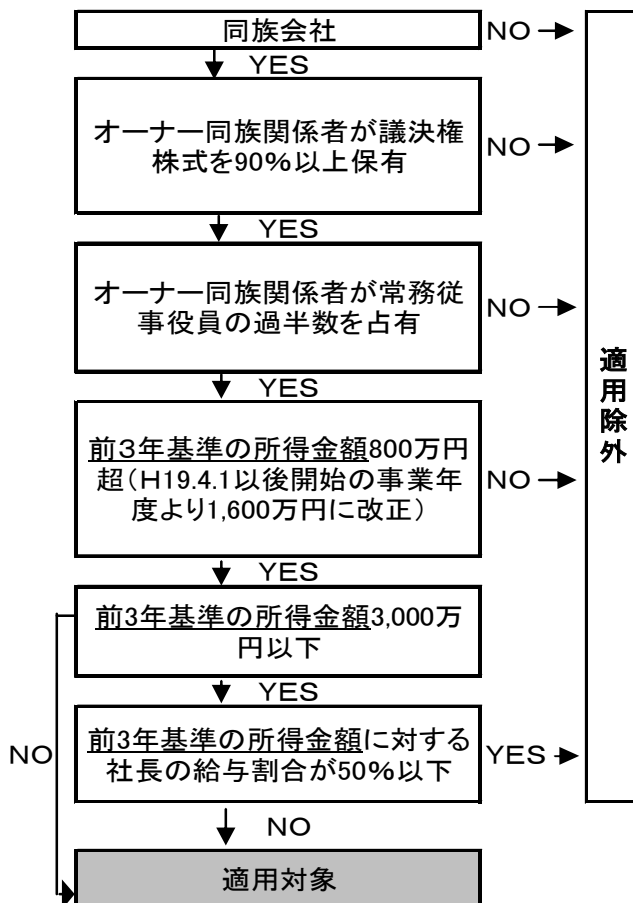 同族会社
NO
YES
オーナー同族関係者が議決権
株式を90%以上保有
NO
YES
オーナー同族関係者が常務従
事役員の過半数を占有
NO
YES
前３年基準の所得金額800万円
超（H19.4.1以後開始の事業年
度より1,600万円に改正）
NO
YES
前3年基準の所得金額3,000万
円以下
YES
NO
前3年基準の所得金額に対する
社長の給与割合が50%以下
YES
NO
適用対象
適用除外